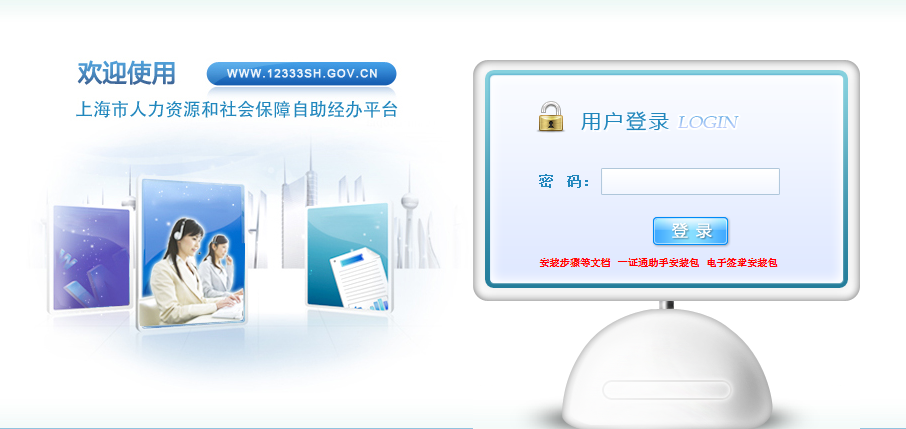 欢迎使用 WWW.12333SH.GOV.CN
上海市人力资源和社会保障自助经办平台
用户登录 LOGIN
密 码：
登 录
安装步骤等文档 一证通助手安装包 电子签章安装包